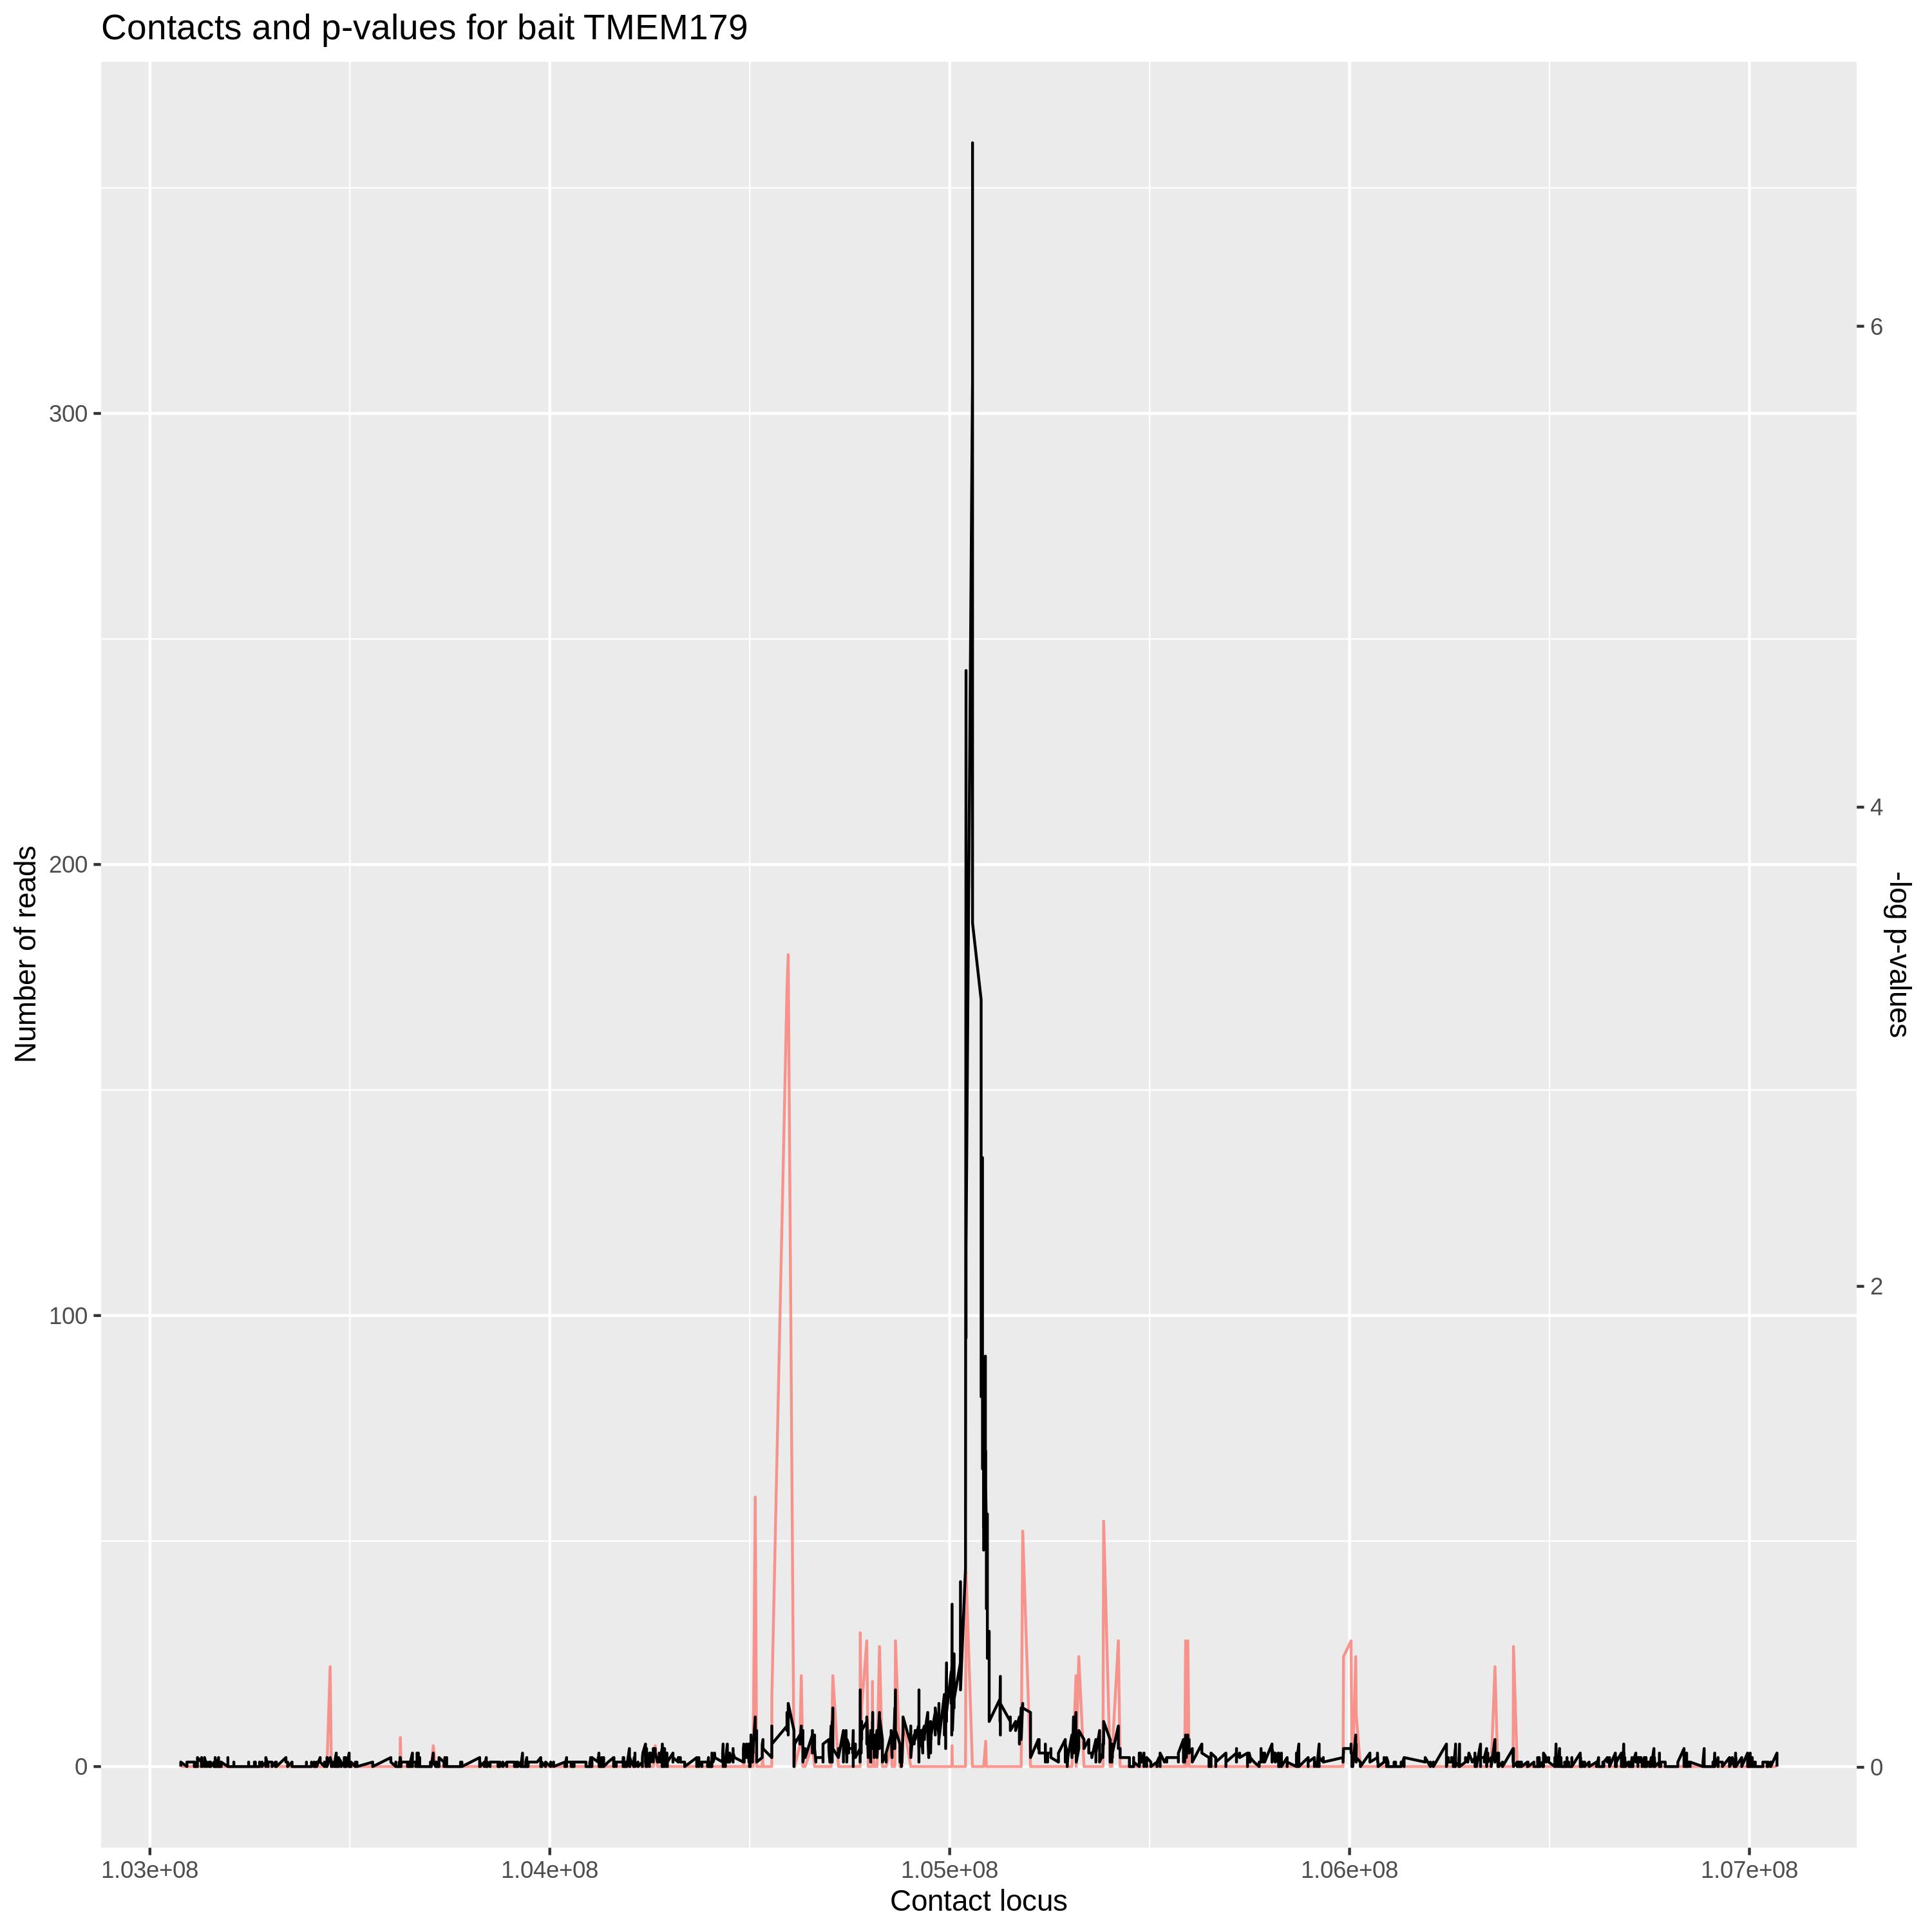 Contacts and p-values for bait TMEM179
Number of reads
300
200
100
0
6
4
2
0
-log p-values
1.03e+08 1.04e+08 1.05e+08 1.06e+08 1.07e+08
Contact locus